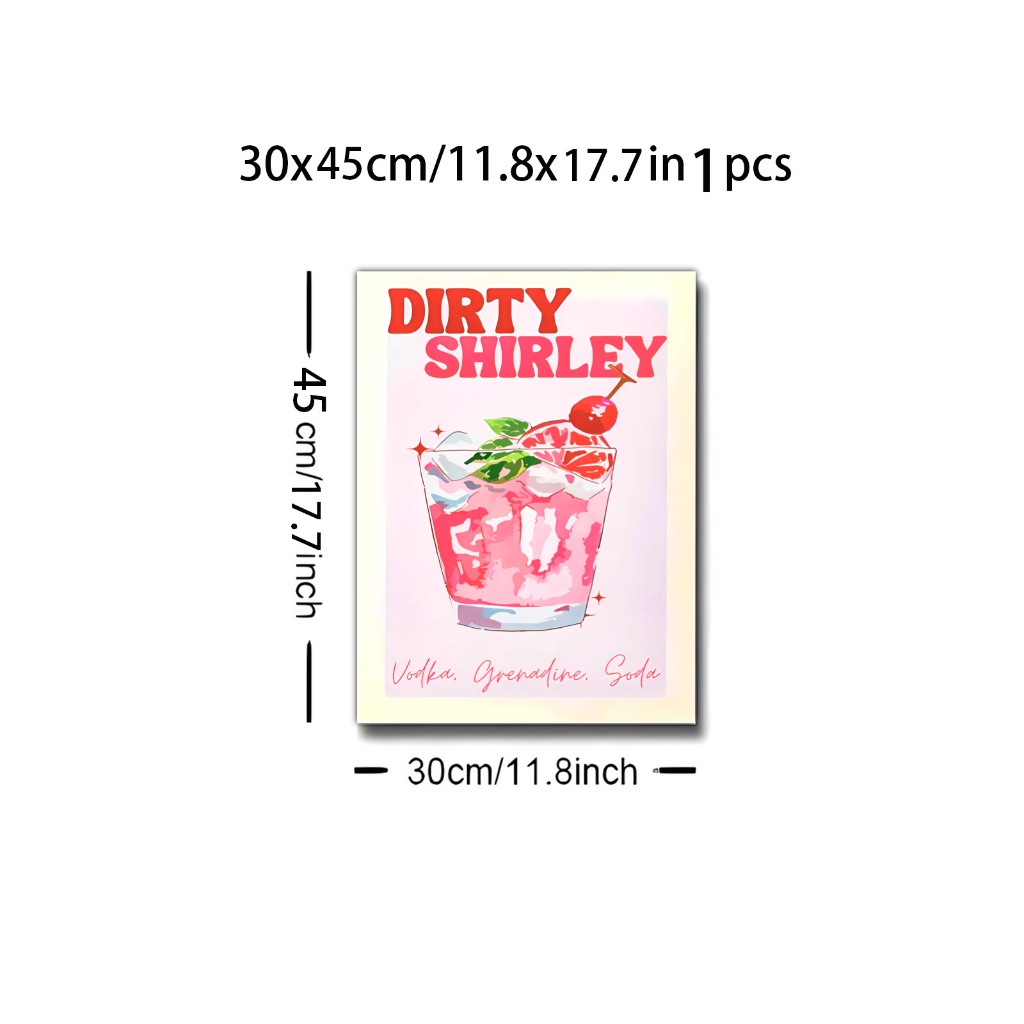 30x45cm/11.8x17.7in 1 pcs
DIRTY
SHIRLEY
45 cm/17.7inch
Vodka. Grenadine. Soda
30cm/11.8inch